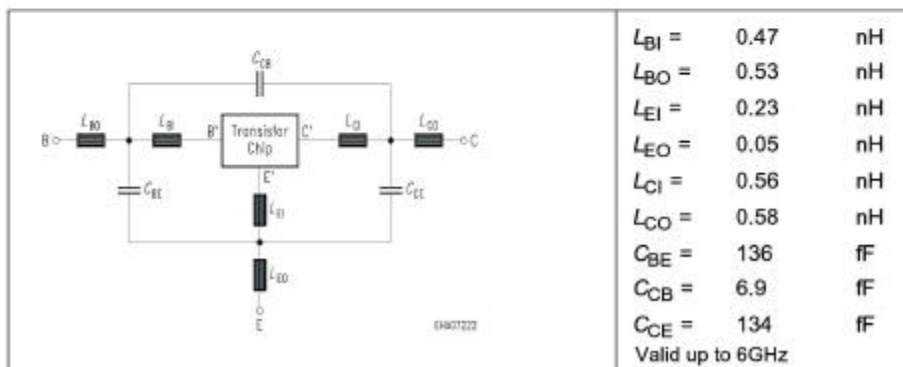 C_CB
L_BO
L_BI
B'
Transistor
Chip
C'
L_CI
L_CO
B
C
E'
C_BE
L_EI
C_CE
L_EO
E
EHA07222
L_BI = 0.47 nH
L_BO = 0.53 nH
L_EI = 0.23 nH
L_EO = 0.05 nH
L_CI = 0.56 nH
L_CO = 0.58 nH
C_BE = 136 fF
C_CB = 6.9 fF
C_CE = 134 fF
Valid up to 6GHz